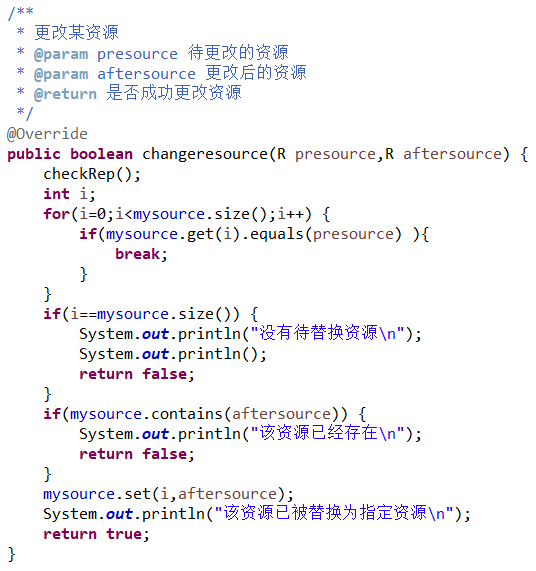 /**
 * 更改某资源
 * @param presource 待更改的资源
 * @param aftersource 更改后的资源
 * @return 是否成功更改资源
 */
@Override
public boolean changeresource(R presource,R aftersource) {
    checkRep();
    int i;
    for(i=0;i<mysource.size();i++) {
        if(mysource.get(i).equals(presource) ){
            break;
        }
    }
    if(i==mysource.size()) {
        System.out.println("没有待替换资源\n");
        System.out.println();
        return false;
    }
    if(mysource.contains(aftersource)) {
        System.out.println("该资源已经存在\n");
        return false;
    }
    mysource.set(i,aftersource);
    System.out.println("该资源已被替换为指定资源\n");
    return true;
}